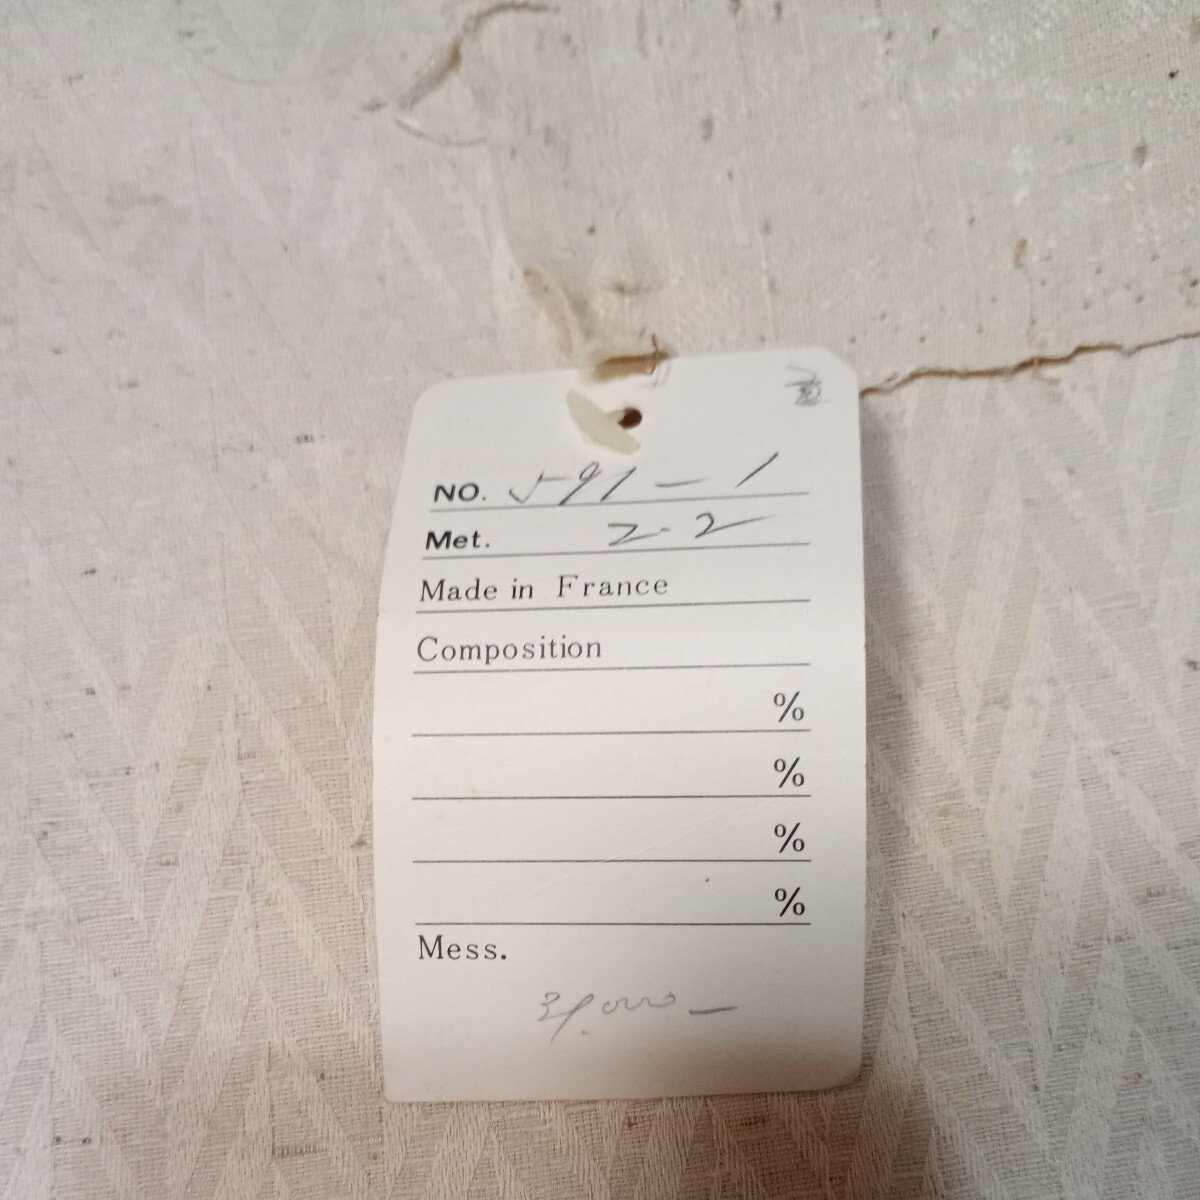 NO. 591-1
Met. 2.2
Made in France
Composition
%
%
%
%
Mess.